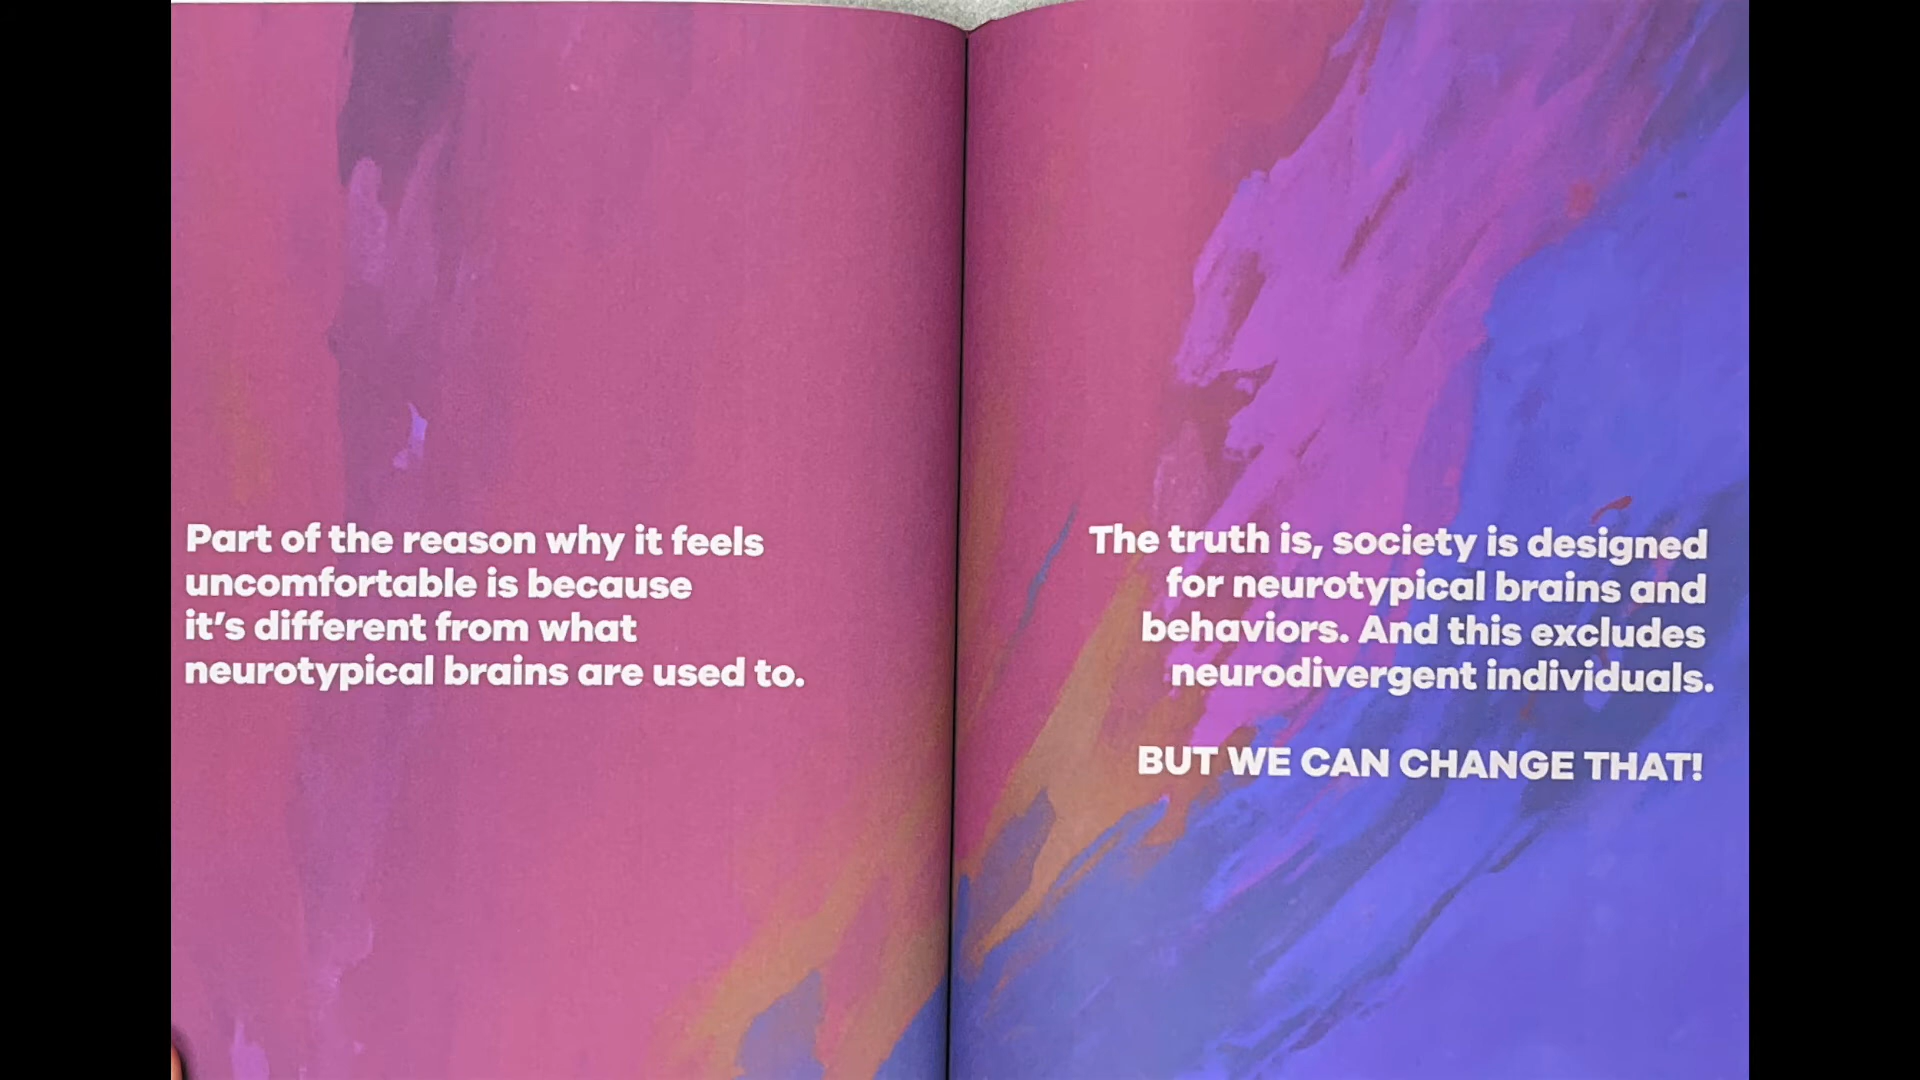 Part of the reason why it feels
uncomfortable is because
it's different from what
neurotypical brains are used to.
The truth is, society is designed
for neurotypical brains and
behaviors. And this excludes
neurodivergent individuals.
BUT WE CAN CHANGE THAT!